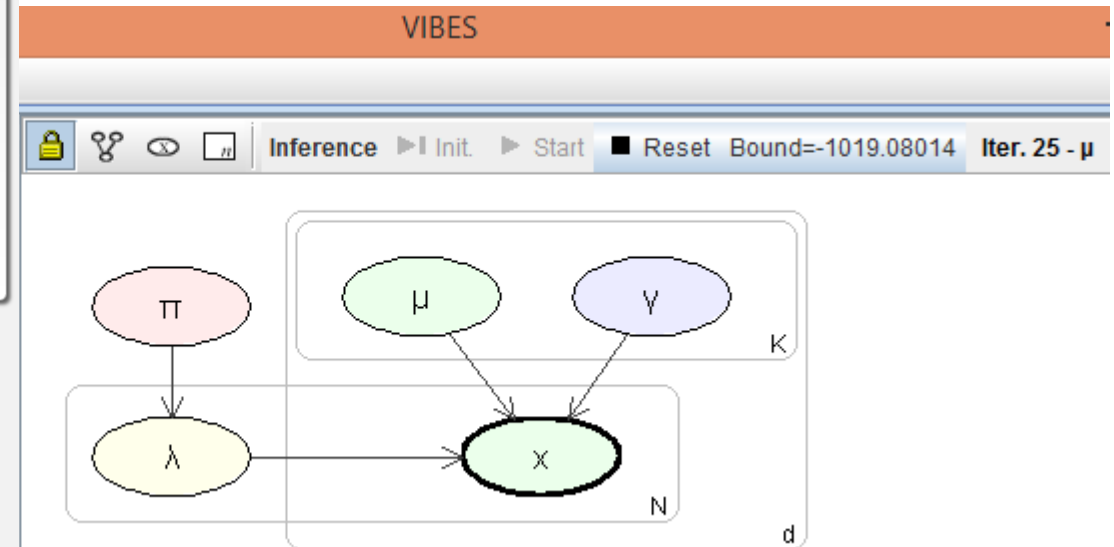 VIBES
x n Inference Init. Start Reset Bound=-1019.08014 Iter. 25 - μ
π μ γ
K
λ x
N
d